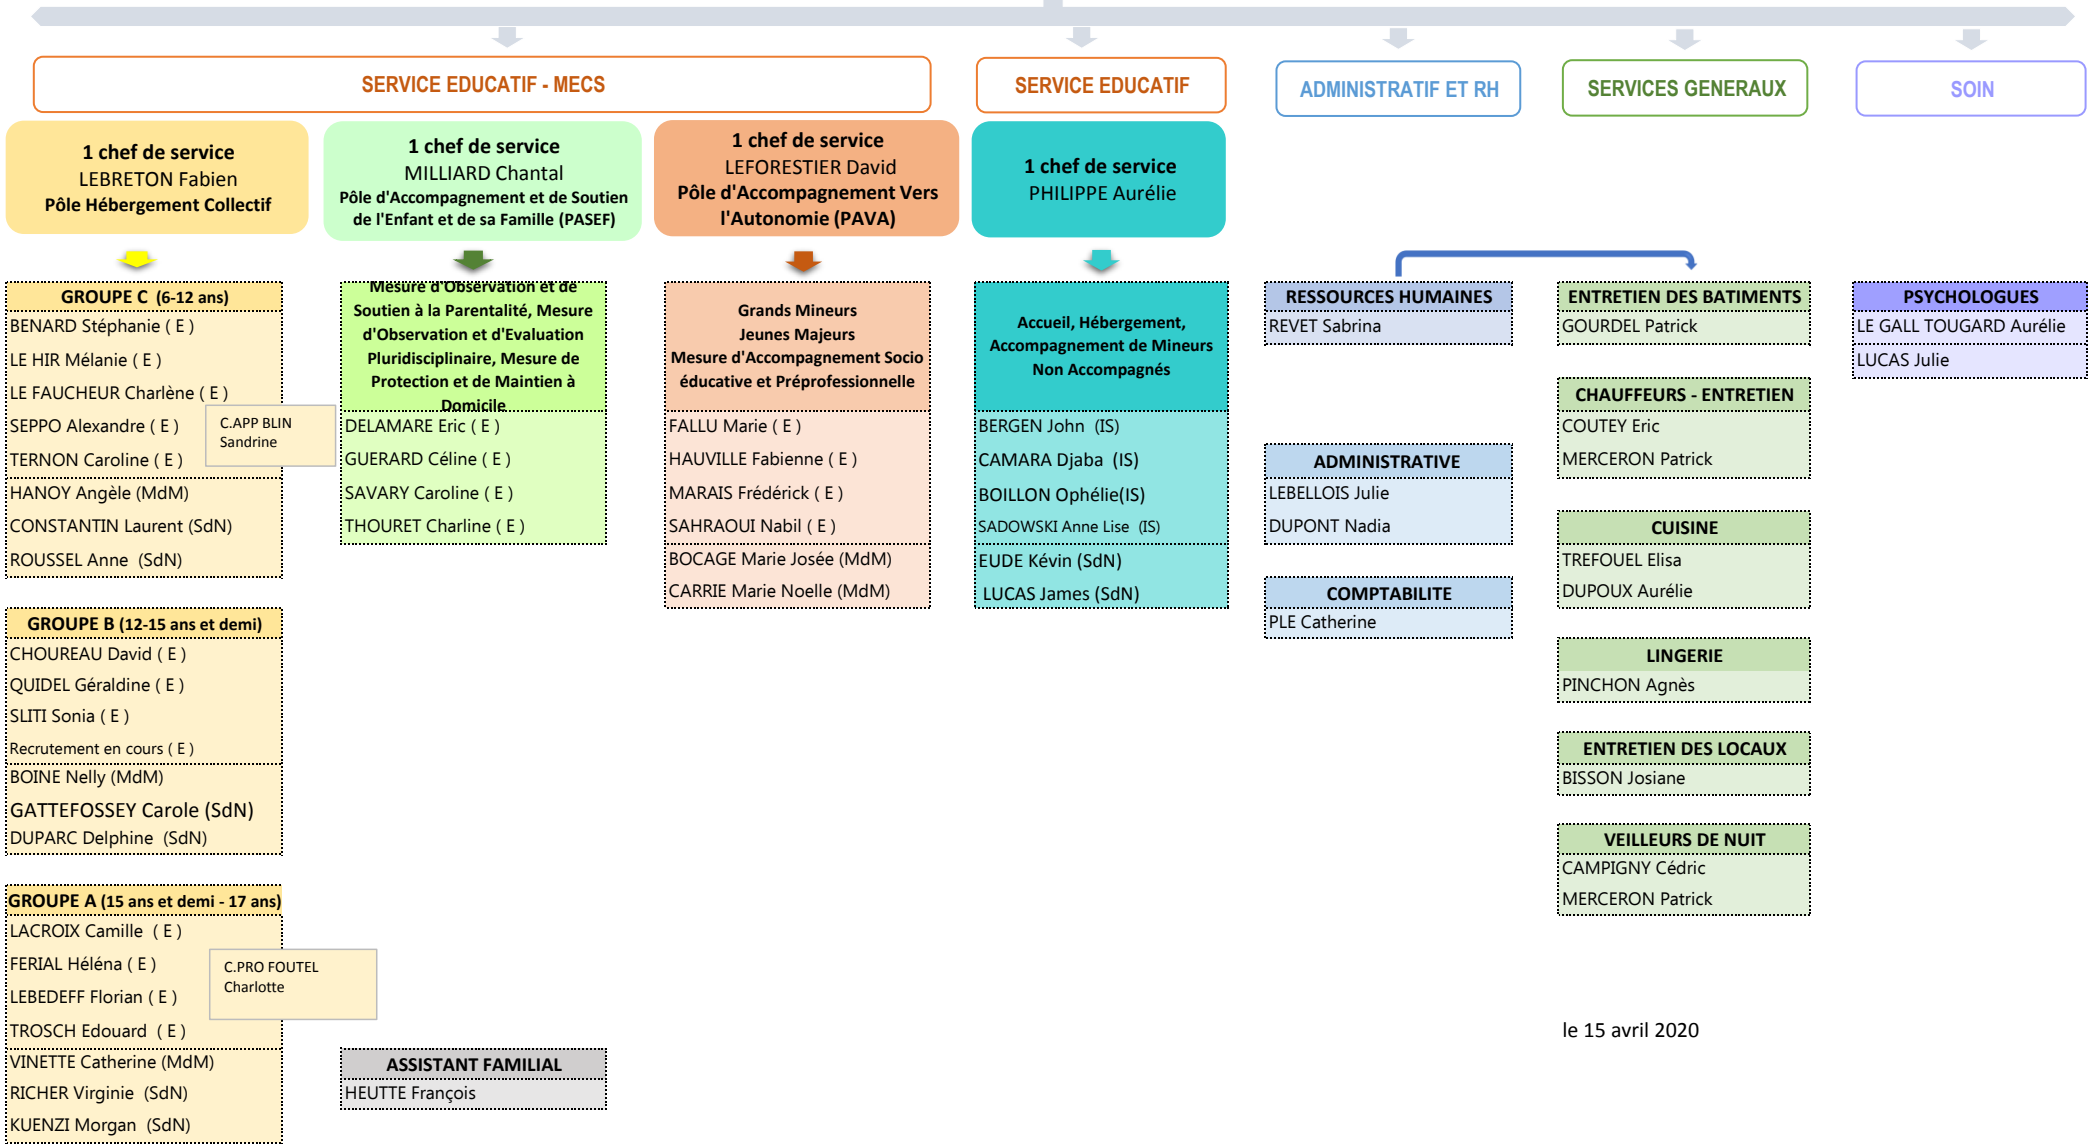 SERVICE EDUCATIF - MECS
SERVICE EDUCATIF
ADMINISTRATIF ET RH
SERVICES GENERAUX
SOIN
1 chef de service
LEBRETON Fabien
Pôle Hébergement Collectif
1 chef de service
MILLIARD Chantal
Pôle d'Accompagnement et de Soutien
de l'Enfant et de sa Famille (PASEF)
1 chef de service
LEFORESTIER David
Pôle d'Accompagnement Vers
l'Autonomie (PAVA)
1 chef de service
PHILIPPE Aurélie
GROUPE C (6-12 ans)
BENARD Stéphanie ( E )
LE HIR Mélanie ( E )
LE FAUCHEUR Charlène ( E )
SEPPO Alexandre ( E )
TERNON Caroline ( E )
C.APP BLIN
Sandrine
HANOY Angèle (MdM)
CONSTANTIN Laurent (SdN)
ROUSSEL Anne (SdN)
GROUPE B (12-15 ans et demi)
CHOUREAU David ( E )
QUIDEL Géraldine ( E )
SLITI Sonia ( E )
Recrutement en cours ( E )
BOINE Nelly (MdM)
GATTEFOSSEY Carole (SdN)
DUPARC Delphine (SdN)
GROUPE A (15 ans et demi - 17 ans)
LACROIX Camille ( E )
FERIAL Héléna ( E )
LEBEDEFF Florian ( E )
TROSCH Edouard ( E )
C.PRO FOUTEL
Charlotte
VINETTE Catherine (MdM)
RICHER Virginie (SdN)
KUENZI Morgan (SdN)
Mesure d'Observation et de
Soutien à la Parentalité, Mesure
d'Observation et d'Evaluation
Pluridisciplinaire, Mesure de
Protection et de Maintien à
Domicile
DELAMARE Eric ( E )
GUERARD Céline ( E )
SAVARY Caroline ( E )
THOURET Charline ( E )
ASSISTANT FAMILIAL
HEUTTE François
Grands Mineurs
Jeunes Majeurs
Mesure d'Accompagnement Socio
éducative et Préprofessionnelle
FALLU Marie ( E )
HAUVILLE Fabienne ( E )
MARAIS Frédérick ( E )
SAHRAOUI Nabil ( E )
BOCAGE Marie Josée (MdM)
CARRIE Marie Noelle (MdM)
Accueil, Hébergement,
Accompagnement de Mineurs
Non Accompagnés
BERGEN John (IS)
CAMARA Djaba (IS)
BOILLON Ophélie(IS)
SADOWSKI Anne Lise (IS)
EUDE Kévin (SdN)
LUCAS James (SdN)
RESSOURCES HUMAINES
REVET Sabrina
ADMINISTRATIVE
LEBELLOIS Julie
DUPONT Nadia
COMPTABILITE
PLE Catherine
ENTRETIEN DES BATIMENTS
GOURDEL Patrick
CHAUFFEURS - ENTRETIEN
COUTEY Eric
MERCERON Patrick
CUISINE
TREFOUEL Elisa
DUPOUX Aurélie
LINGERIE
PINCHON Agnès
ENTRETIEN DES LOCAUX
BISSON Josiane
VEILLEURS DE NUIT
CAMPIGNY Cédric
MERCERON Patrick
PSYCHOLOGUES
LE GALL TOUGARD Aurélie
LUCAS Julie
le 15 avril 2020